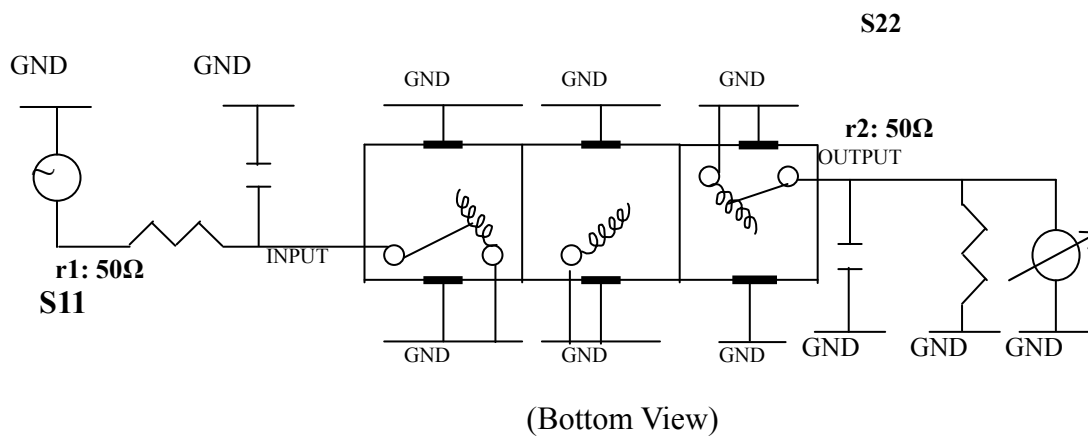 S22
GND
GND
GND
GND
GND
r2: 50Ω
OUTPUT
INPUT
r1: 50Ω
S11
GND
GND
GND
GND
GND
GND
(Bottom View)